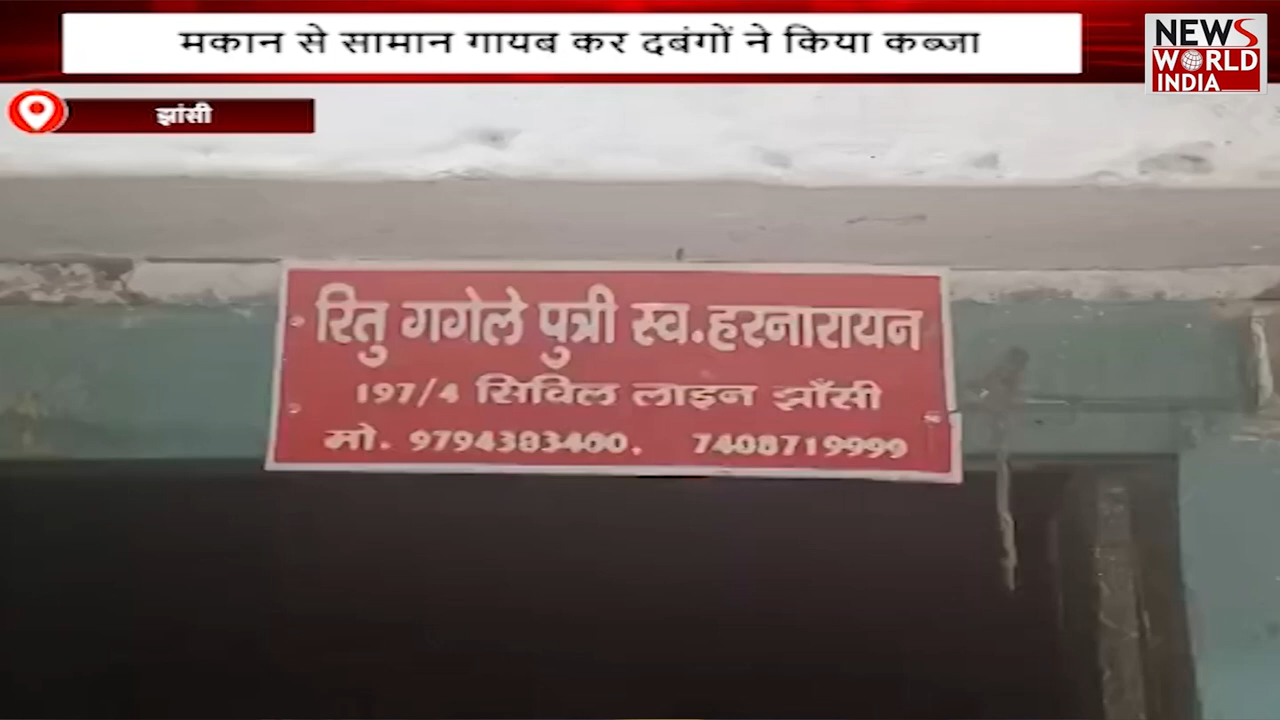 मकान से सामान गायब कर दबंगों ने किया कब्जा
NEWS
WORLD
INDIA
झांसी
रितु गगेले पुत्री स्व.हरनारायन
197/4 सिविल लाइन झाँसी
मो. 9794383400, 7408719999